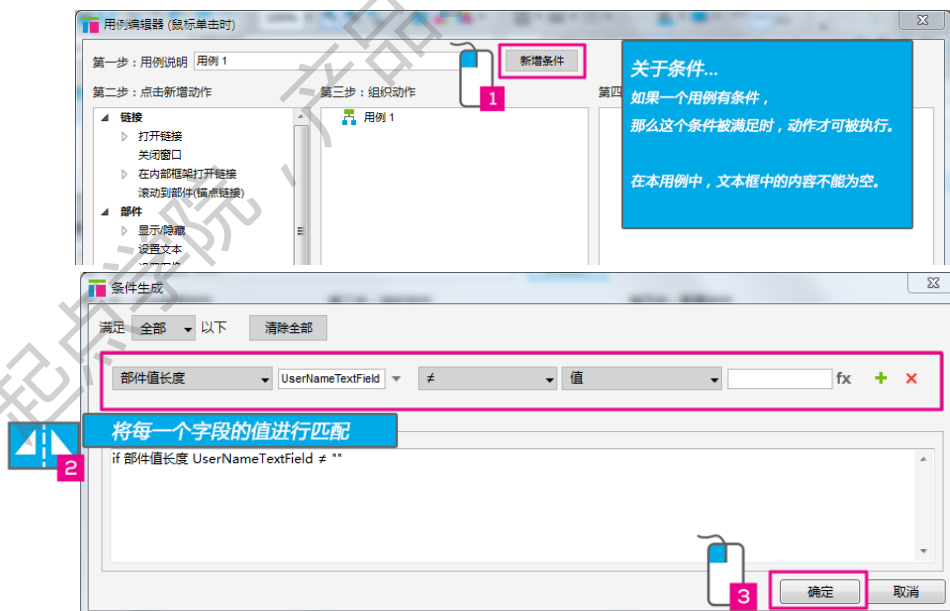 用例编辑器 (鼠标单击时)
第一步：用例说明 用例 1 新增条件
第二步：点击新增动作 第三步：组织动作 第四
链接
打开链接
关闭窗口
在内部框架打开链接
滚动到部件(锚点链接)
部件
显示/隐藏
设置文本
用例 1
1
关于条件...
如果一个用例有条件，
那么这个条件被满足时，动作才可被执行。
在本用例中，文本框中的内容不能为空。
条件生成
满足 全部 以下 清除全部
部件值长度 UserNameTextField ≠ 值 fx
将每一个字段的值进行匹配
2
if 部件值长度 UserNameTextField ≠ ""
3
确定 取消
起点学院，产品